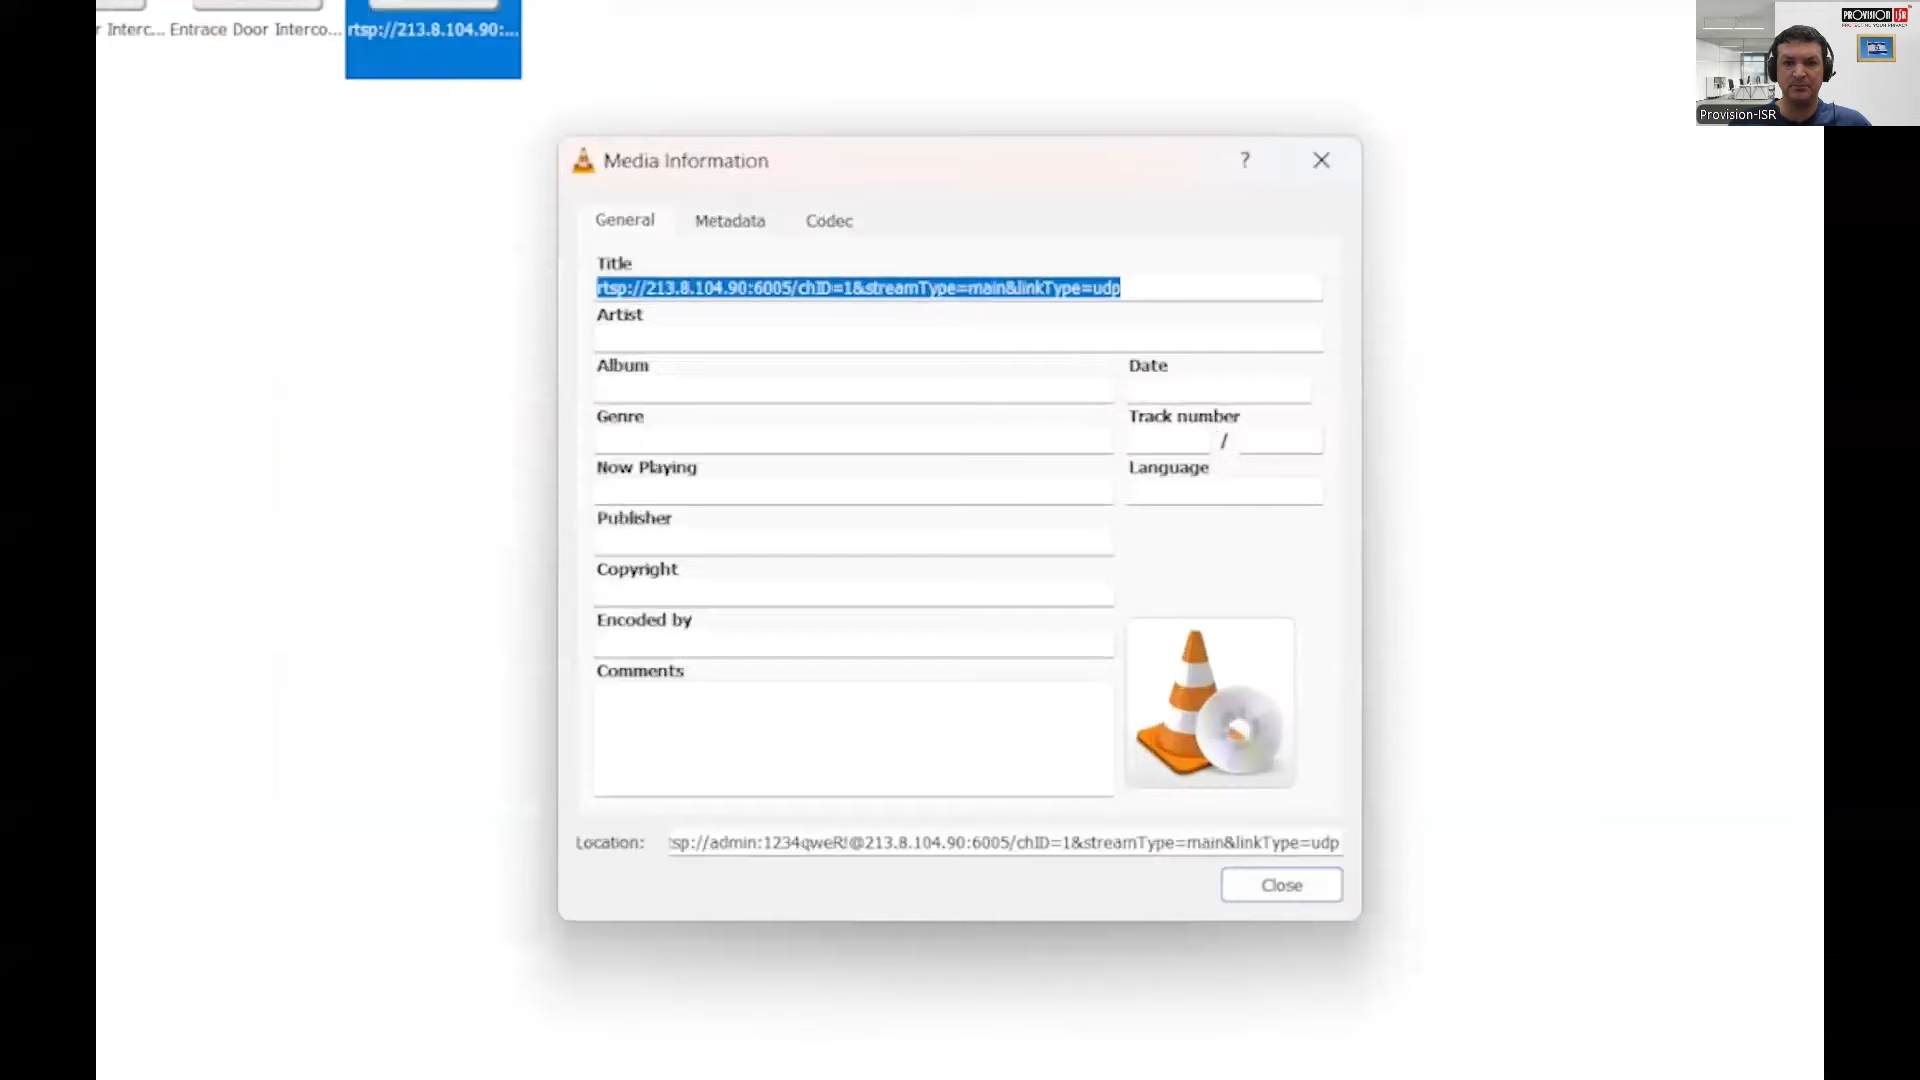 r Interc... Entrace Door Interco... rtsp://213.8.104.90:...
PROVISION ISR
Provision-ISR
Media Information
?
General Metadata Codec
Title
rtsp://213.8.104.90:6005/chID=1&streamType=main&linkType=udp
Artist
Album Date
Genre Track number
/
Now Playing Language
Publisher
Copyright
Encoded by
Comments
Location: tsp://admin:1234qweR!@213.8.104.90:6005/chID=1&streamType=main&linkType=udp
Close